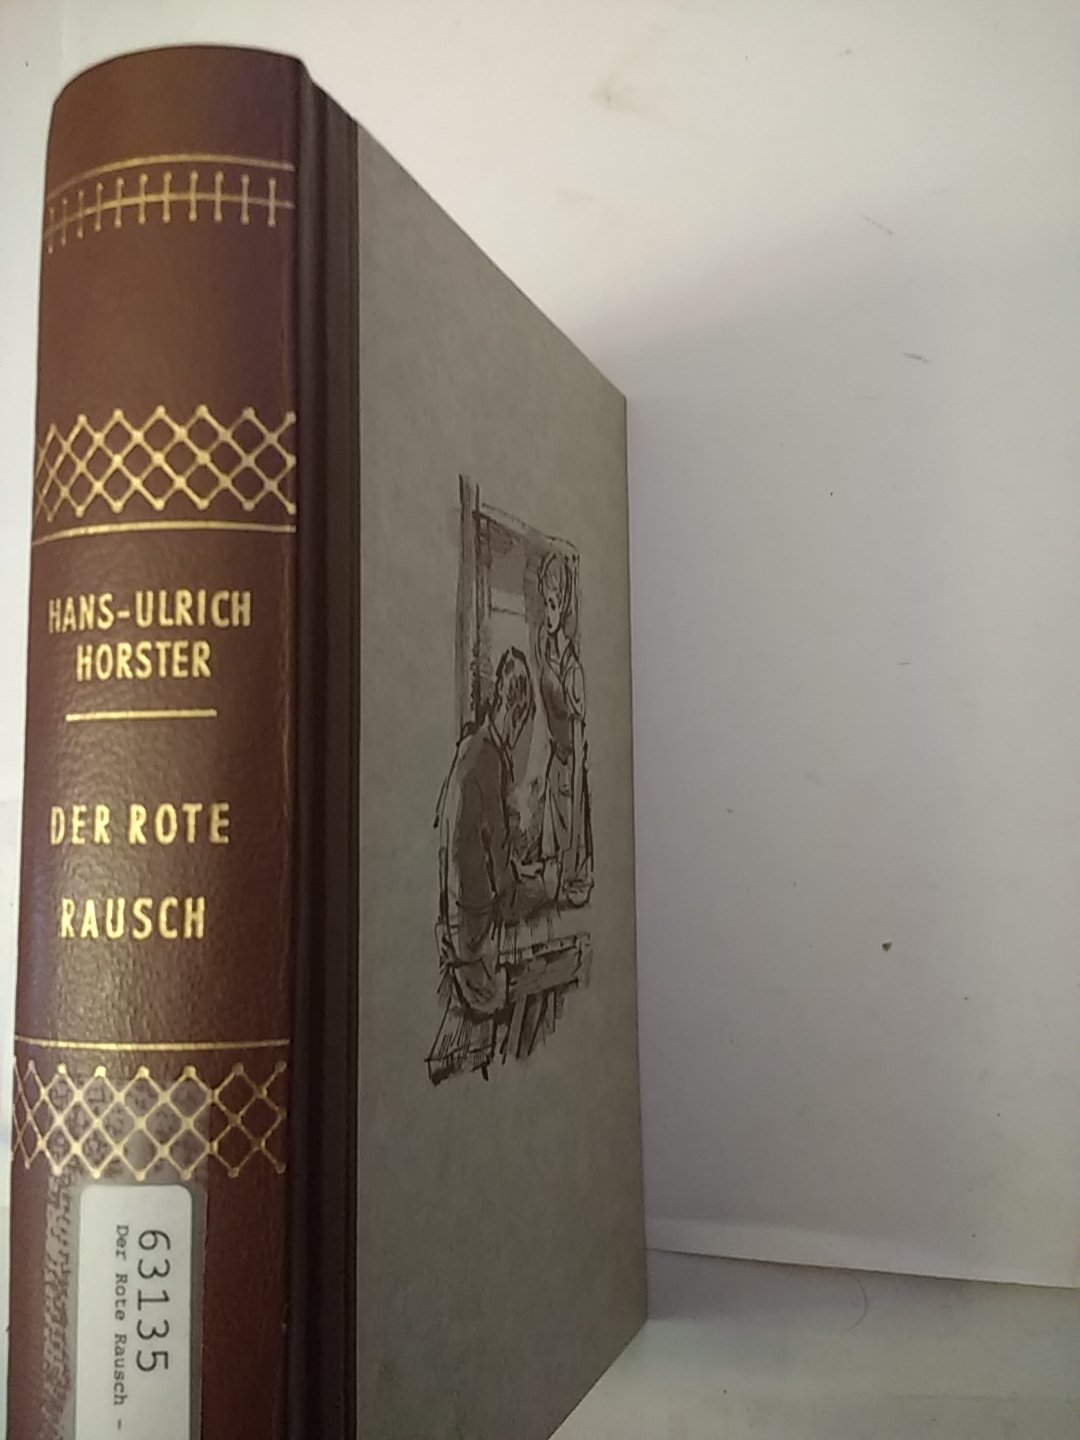 HANS-ULRICH
HORSTER
DER ROTE
RAUSCH
63135
Der Rote Rausch –